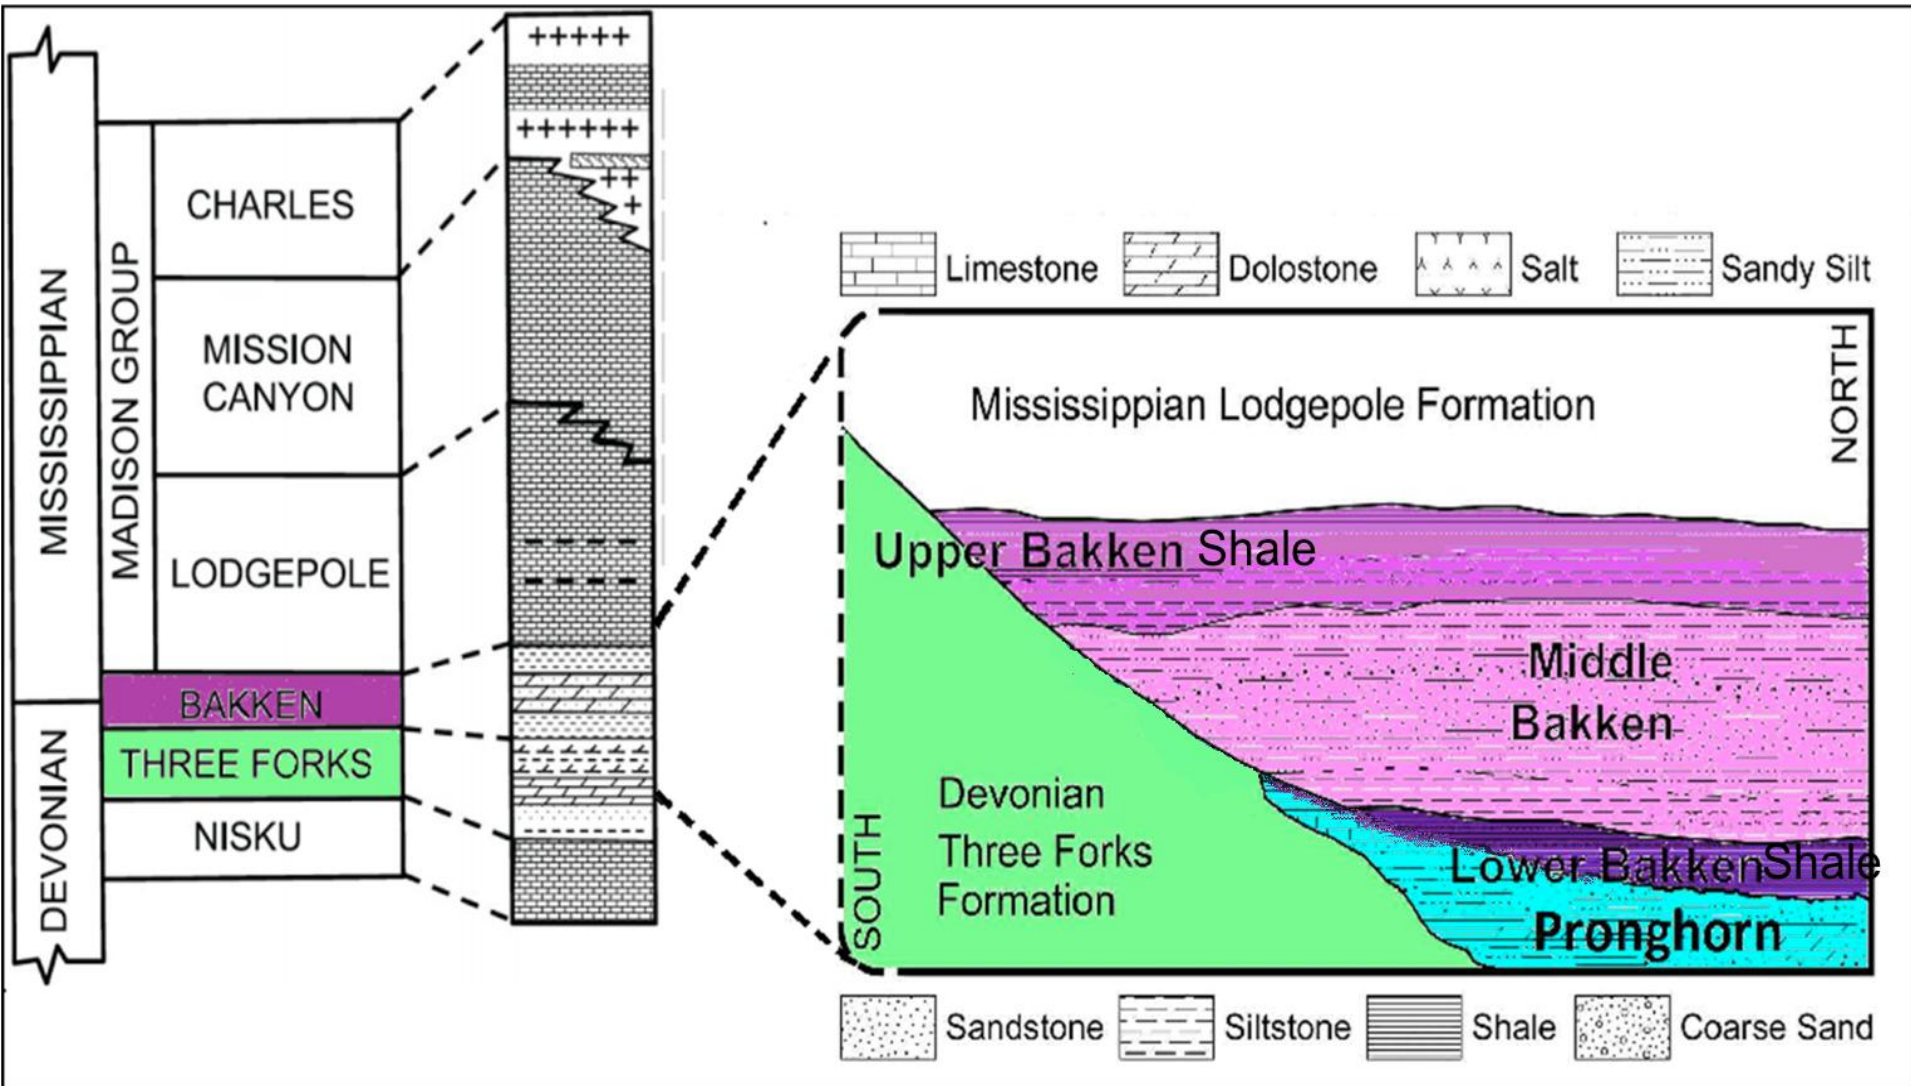 MISSISSIPPIAN
DEVONIAN
MADISON GROUP
CHARLES
MISSION
CANYON
LODGEPOLE
BAKKEN
THREE FORKS
NISKU
Limestone
Dolostone
Salt
Sandy Silt
NORTH
Mississippian Lodgepole Formation
Upper Bakken Shale
Middle
Bakken
Lower Bakken Shale
Pronghorn
Devonian
Three Forks
Formation
SOUTH
Sandstone
Siltstone
Shale
Coarse Sand